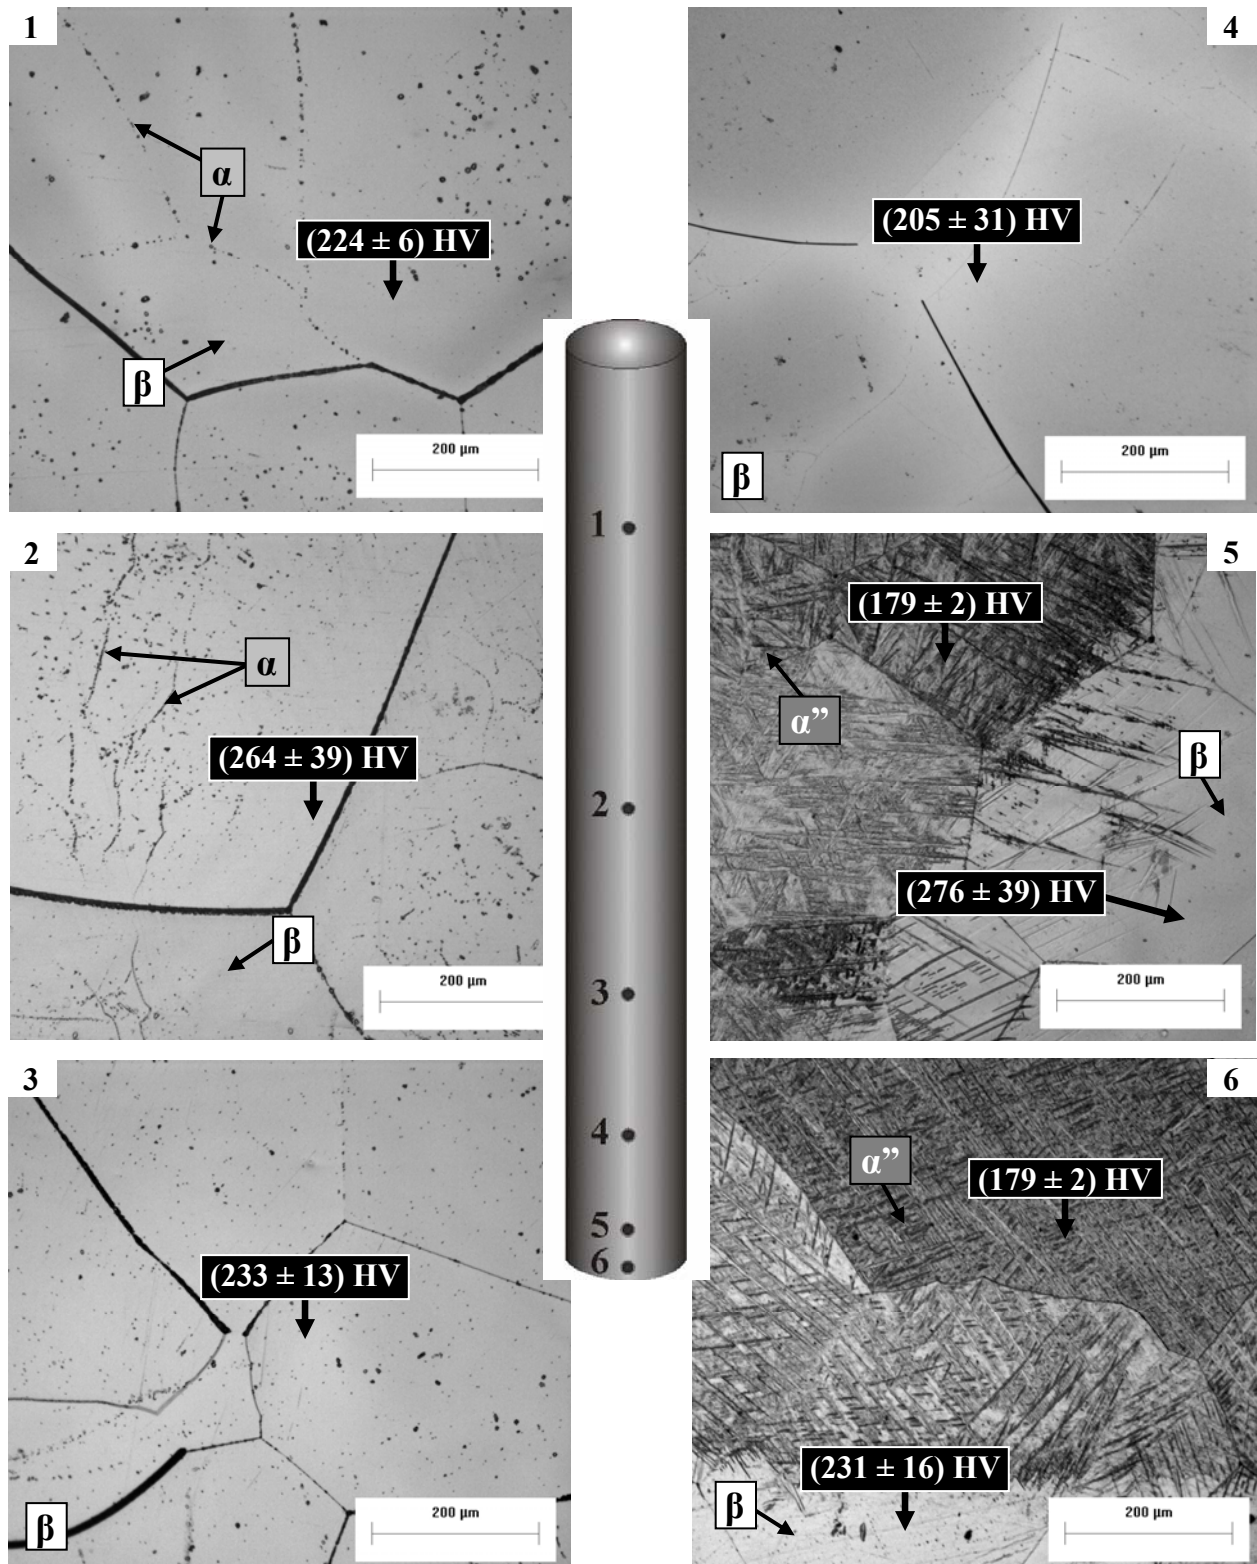 1
α
(224 ± 6) HV
β
200 µm
2
α
(264 ± 39) HV
β
200 µm
3
(233 ± 13) HV
β
200 µm
1
2
3
4
5
6
4
(205 ± 31) HV
β
200 µm
5
(179 ± 2) HV
α”
β
(276 ± 39) HV
200 µm
6
α”
(179 ± 2) HV
(231 ± 16) HV
β
200 µm